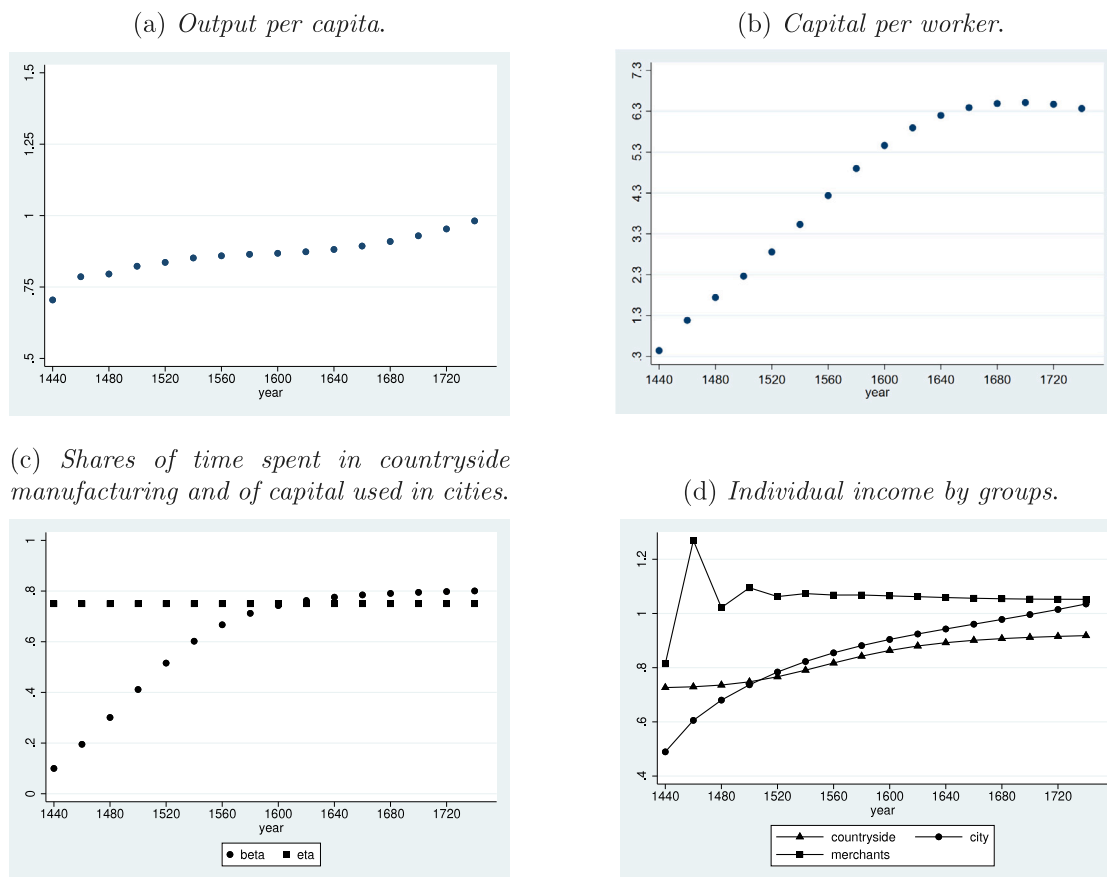 (a) Output per capita.
1.5
1.25
1
.75
.5
1440 1480 1520 1560 1600 1640 1680 1720
year
(b) Capital per worker.
7.3
6.3
5.3
4.3
3.3
2.3
1.3
.3
1440 1480 1520 1560 1600 1640 1680 1720
year
(c) Shares of time spent in countryside
manufacturing and of capital used in cities.
1
.8
.6
.4
.2
0
1440 1480 1520 1560 1600 1640 1680 1720
year
beta eta
(d) Individual income by groups.
1.2
1
.8
.6
.4
1440 1480 1520 1560 1600 1640 1680 1720
year
countryside city
merchants